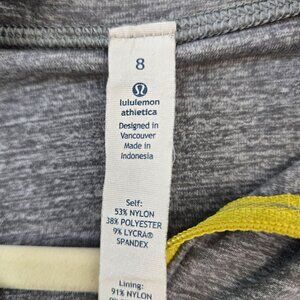 8
lululemon
athletica
Designed in
Vancouver
Made in
Indonesia
Self:
53% NYLON
38% POLYESTER
9% LYCRA®
SPANDEX
Lining:
91% NYLON